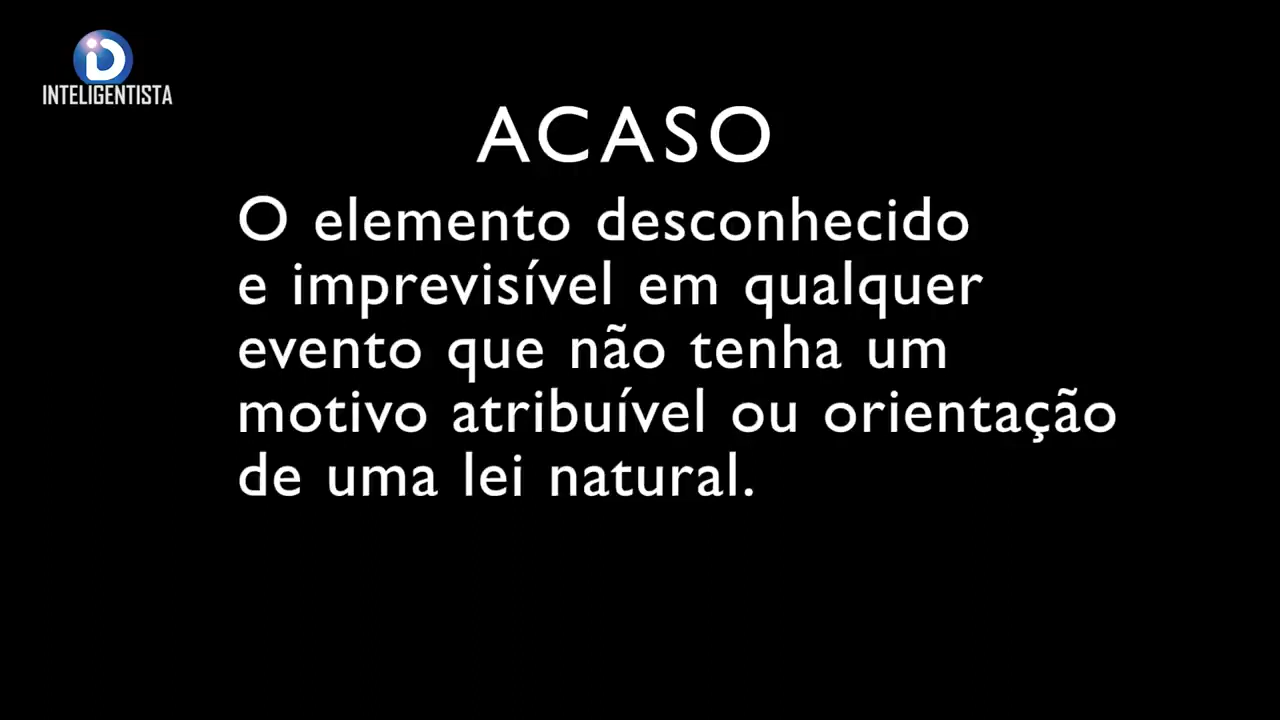 iD
INTELIGENTISTA
ACASO
O elemento desconhecido
e imprevisível em qualquer
evento que não tenha um
motivo atribuível ou orientação
de uma lei natural.